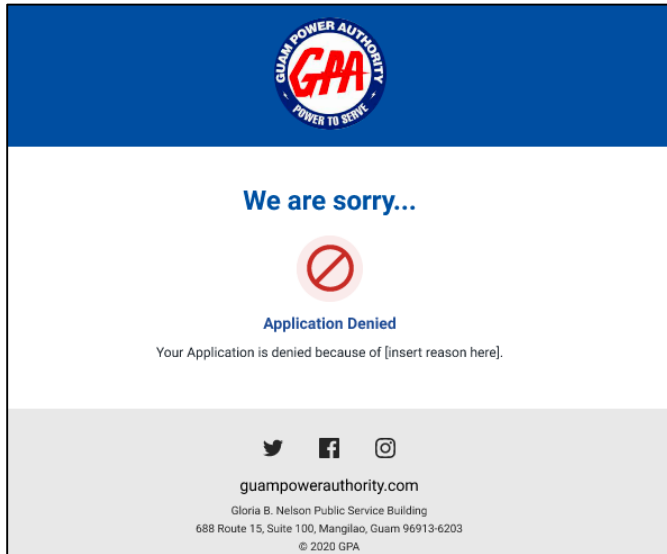 GUAM POWER AUTHORITY
GPA
POWER TO SERVE
We are sorry...
Application Denied
Your Application is denied because of [insert reason here].
guampowerauthority.com
Gloria B. Nelson Public Service Building
688 Route 15, Suite 100, Mangilao, Guam 96913-6203
© 2020 GPA